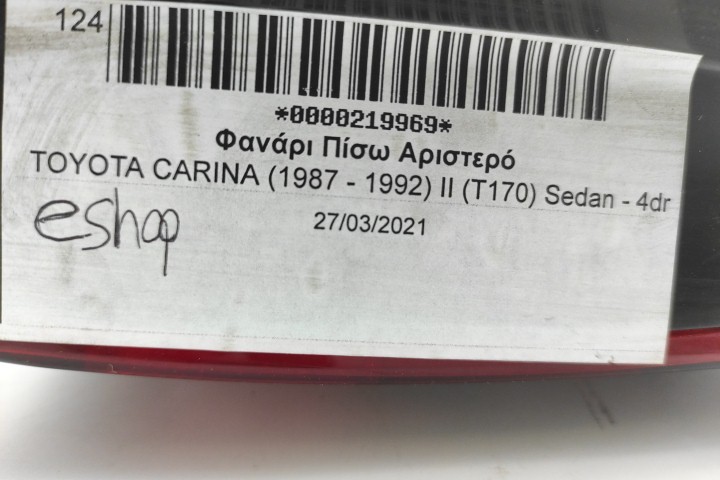 124
*0000219969*
Φανάρι Πίσω Αριστερό
TOYOTA CARINA (1987 - 1992) II (T170) Sedan - 4dr
eshop
27/03/2021